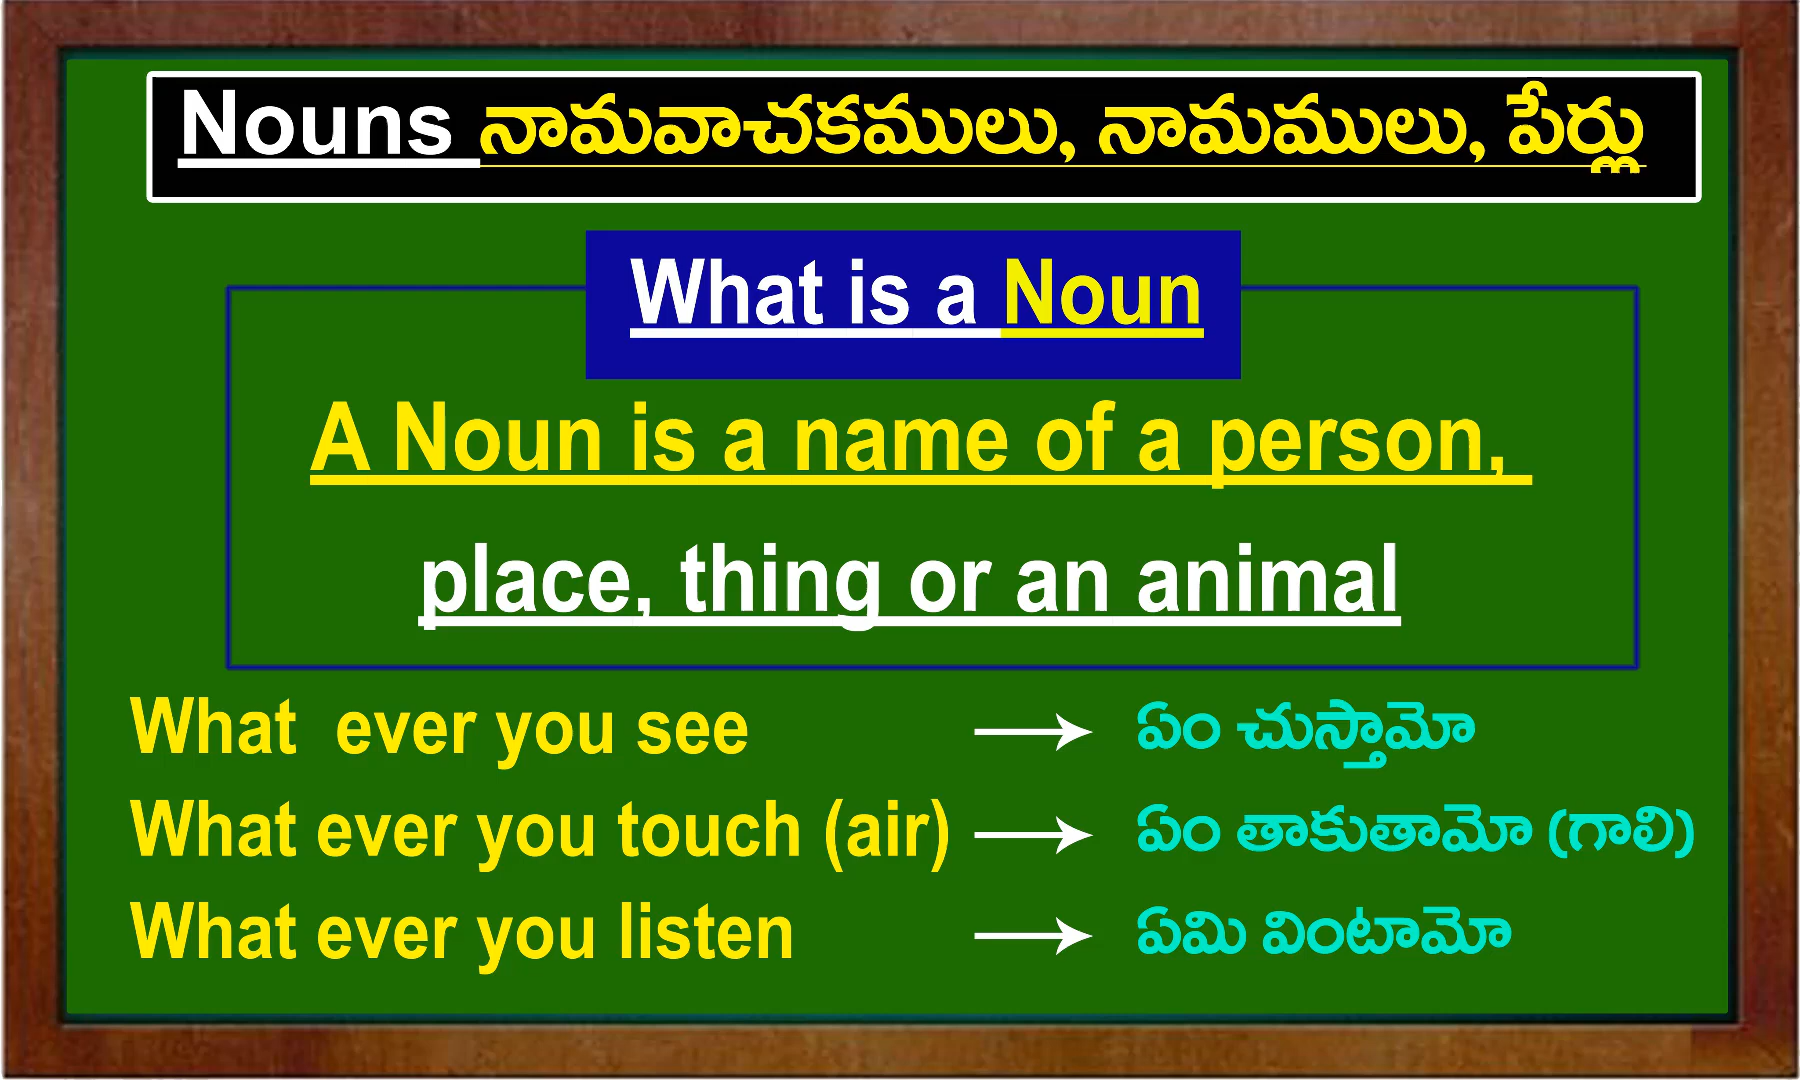 Nouns నామవాచకములు, నామములు, పేర్లు
What is a Noun
A Noun is a name of a person,
place, thing or an animal
What ever you see → ఏం చుస్తామో
What ever you touch (air) → ఏం తాకుతామో (గాలి)
What ever you listen → ఏమి వింటామో